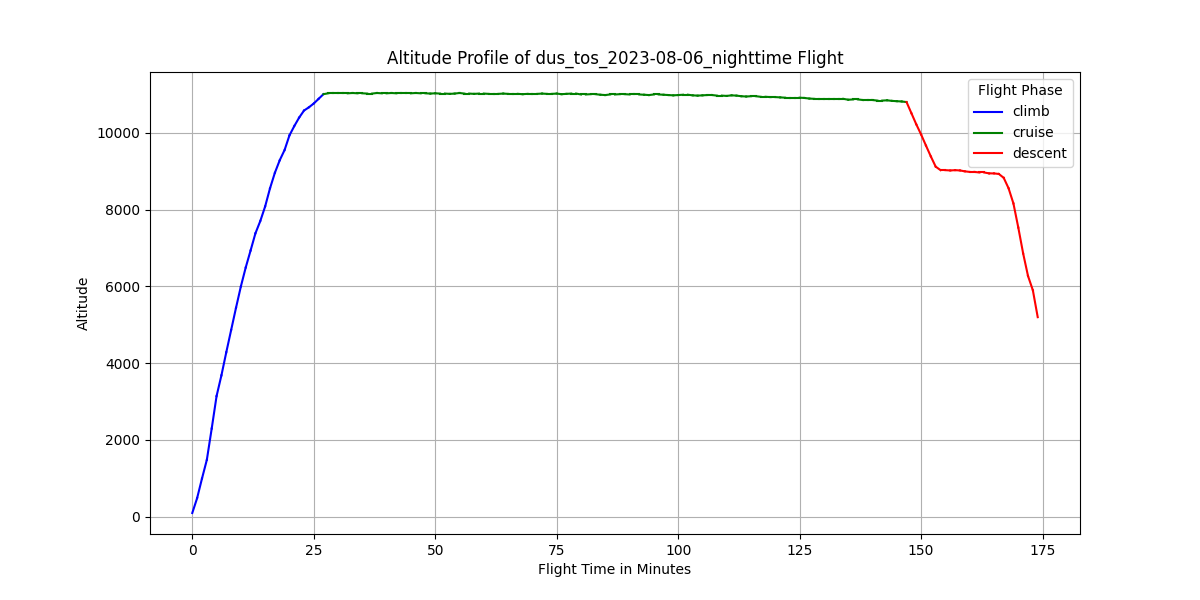 Altitude Profile of dus_tos_2023-08-06_nighttime Flight
Flight Phase
climb
cruise
descent
10000
8000
6000
4000
2000
0
Altitude
0 25 50 75 100 125 150 175
Flight Time in Minutes